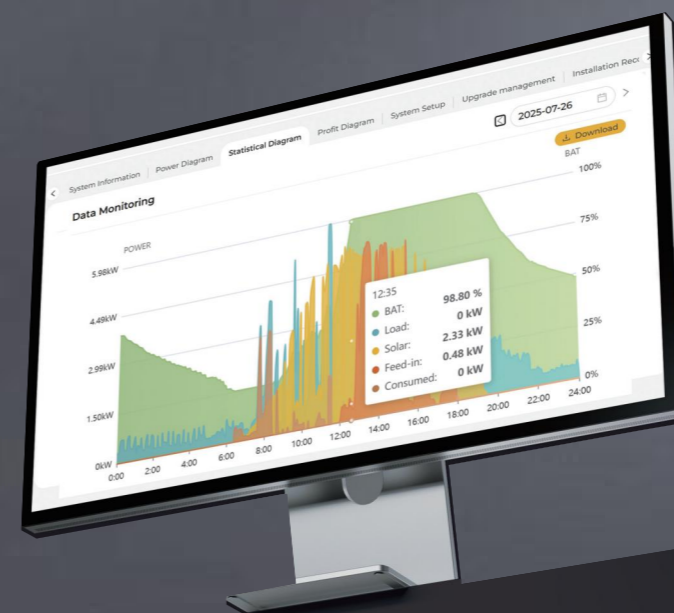 System Information | Power Diagram | Statistical Diagram | Profit Diagram | System Setup | Upgrade management | Installation Reco
2025-07-26
Data Monitoring
Download
POWER
BAT
5.98kW
4.49kW
2.99kW
1.50kW
0kW
100%
75%
50%
25%
0%
12:35
BAT: 98.80 %
Load: 0 kW
Solar: 2.33 kW
Feed-in: 0.48 kW
Consumed: 0 kW
0:00 2:00 4:00 6:00 8:00 10:00 12:00 14:00 16:00 18:00 20:00 22:00 24:00